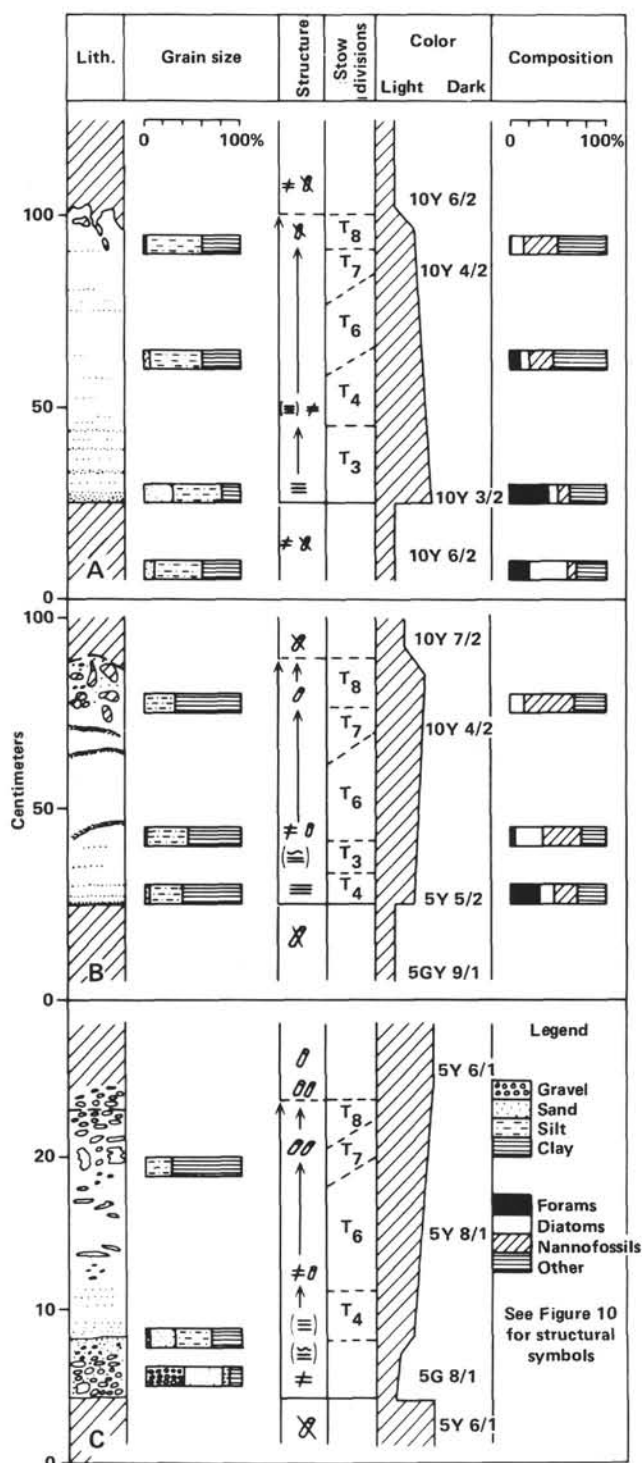 Lith.
Grain size
Structure
Stow divisions
Color
Light Dark
Composition
0 100%
0 100%
100
50
0
A
T8
T7
T6
T4
T3
10Y 6/2
10Y 4/2
10Y 3/2
10Y 6/2
Centimeters
100
50
0
B
T8
T7
T6
T3
T4
10Y 7/2
10Y 4/2
5Y 5/2
5GY 9/1
20
10
0
C
T8
T7
T6
T4
5Y 6/1
5Y 8/1
5G 8/1
5Y 6/1
Legend
Gravel
Sand
Silt
Clay
Forams
Diatoms
Nannofossils
Other
See Figure 10
for structural
symbols